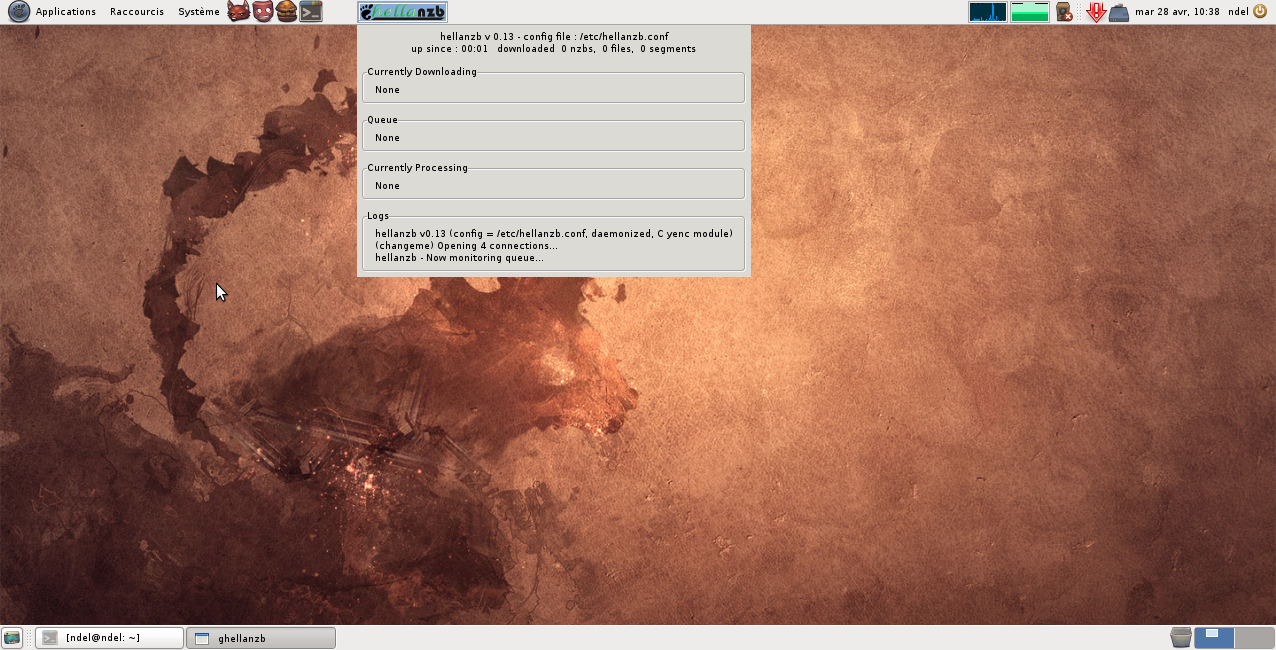 Applications Raccourcis Système ghellanzb mar 28 avr, 10:38 ndel
hellanzb v 0.13 - config file : /etc/hellanzb.conf
up since : 00:01 downloaded 0 nzbs, 0 files, 0 segments
Currently Downloading
None
Queue
None
Currently Processing
None
Logs
hellanzb v0.13 (config = /etc/hellanzb.conf, daemonized, C yenc module)
(changeme) Opening 4 connections...
hellanzb - Now monitoring queue...
[ndel@ndel: ~] ghellanzb